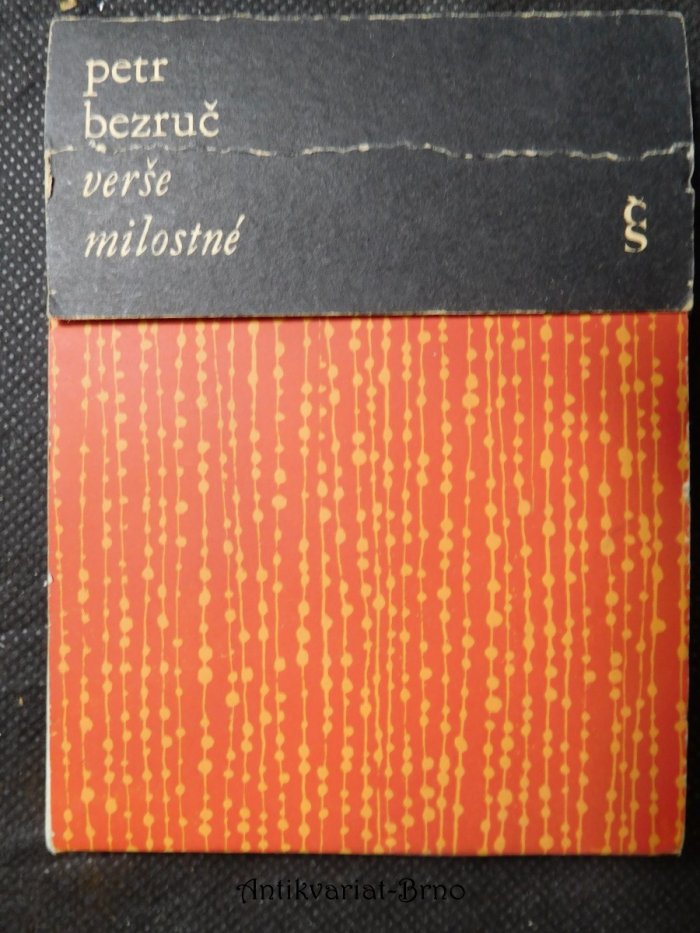 petr
bezruč
verše
milostné
čs
Antikvariat-Brno